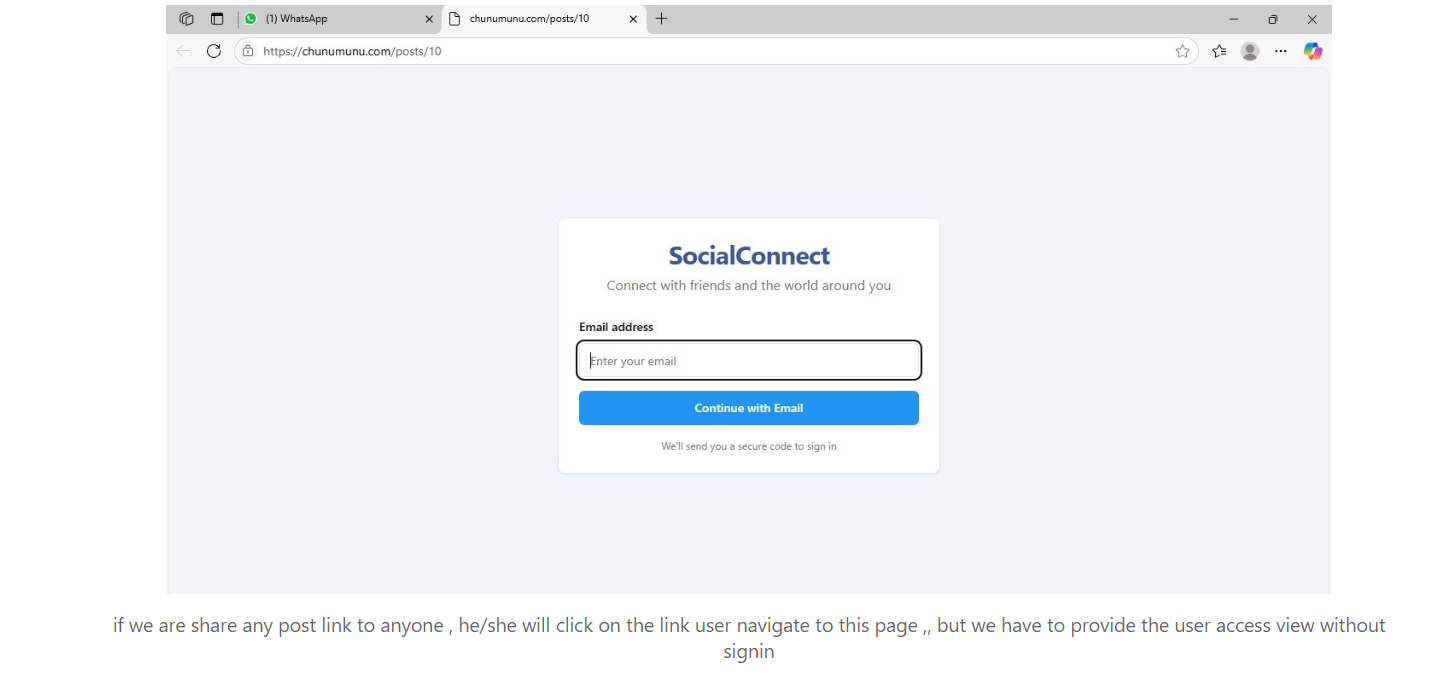 (1) WhatsApp
chunumunu.com/posts/10
https://chunumunu.com/posts/10
SocialConnect
Connect with friends and the world around you
Email address
Enter your email
Continue with Email
We'll send you a secure code to sign in
if we are share any post link to anyone , he/she will click on the link user navigate to this page ,, but we have to provide the user access view without
signin